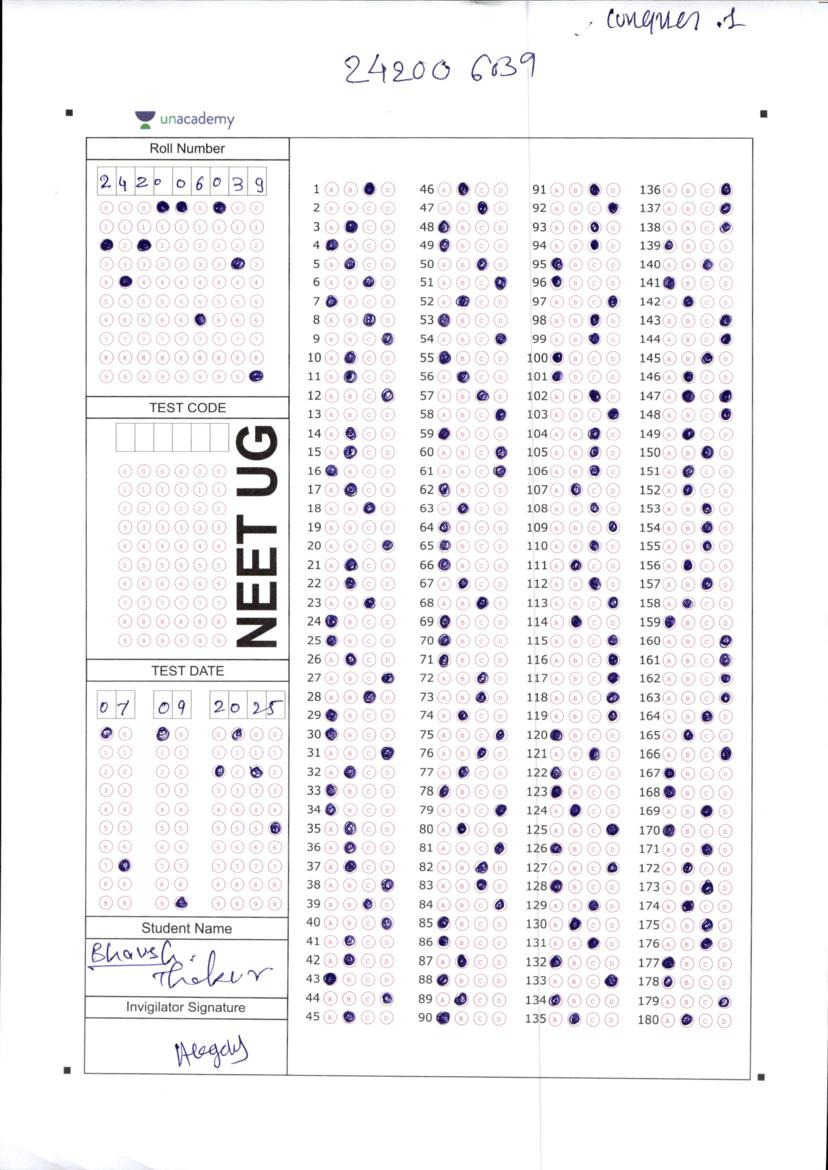 conquer .1
24200 6039
unacademy
Roll Number
2 4 2 0 0 6 0 3 9
TEST CODE
NEET UG
TEST DATE
0 7 0 9 2 0 2 5
Student Name
Thaker
Invigilator Signature
1 A B D
2 A B C D
3 A C D
4 B C D
5 A C D
6 A B D
7 B C D
8 A B D
9 A B C
10 A C D
11 A C D
12 A B C
13 A B C D
14 A C D
15 A C D
16 B C D
17 A C D
18 A B D
19 A B C D
20 A B C
21 A C D
22 A C D
23 A B D
24 B C D
25 B C D
26 A C D
27 A B C
28 A B D
29 B C D
30 B C D
31 A B C
32 A C D
33 B C D
34 B C D
35 A C D
36 A C D
37 A C D
38 A B C
39 A B D
40 A B C
41 A C D
42 A C D
43 B C D
44 A B C
45 A C D
46 A C D
47 A B D
48 B C D
49 B C D
50 A B D
51 A B C
52 A C D
53 B C D
54 A B C
55 B C D
56 A C D
57 A B D
58 A B C
59 B C D
60 A B C
61 A B C
62 B C D
63 A C D
64 B C D
65 B C D
66 B C D
67 A C D
68 A B D
69 B C D
70 B C D
71 B C D
72 A B D
73 A B D
74 A C D
75 A B C
76 A B D
77 A C D
78 B C D
79 A B C
80 A C D
81 A B C
82 A B D
83 A B D
84 A B C
85 B C D
86 B C D
87 A C D
88 B C D
89 A C D
90 B C D
91 A B D
92 A B C
93 A B D
94 A B D
95 B C D
96 B C D
97 A B C
98 A B D
99 A B D
100 B C D
101 B C D
102 A B D
103 A B C
104 A B D
105 A B D
106 A B D
107 A C D
108 A B D
109 A B C
110 A B D
111 A C D
112 A B D
113 A B C
114 A C D
115 A B C
116 A B C
117 A B C
118 A B C
119 A B C
120 B C D
121 A B D
122 B C D
123 B C D
124 A C D
125 A B C
126 B C D
127 A B C
128 B C D
129 A B D
130 A C D
131 A B D
132 B C D
133 A B C
134 B C D
135 A C D
136 A B C
137 A B C
138 A B C
139 B C D
140 A B D
141 B C D
142 A C D
143 A B C
144 A B C
145 A B D
146 A C D
147 A C
148 A B C
149 A C D
150 A B D
151 A C D
152 A C D
153 A B D
154 A B D
155 A B D
156 A C D
157 A B D
158 A C D
159 B C D
160 A B C
161 A B C
162 A B C
163 A B C
164 A B D
165 A C D
166 A B C
167 B C D
168 B C D
169 A B D
170 B C D
171 A B D
172 A C D
173 A B D
174 A C D
175 A B D
176 A B D
177 B C D
178 B C D
179 A B C
180 A C D